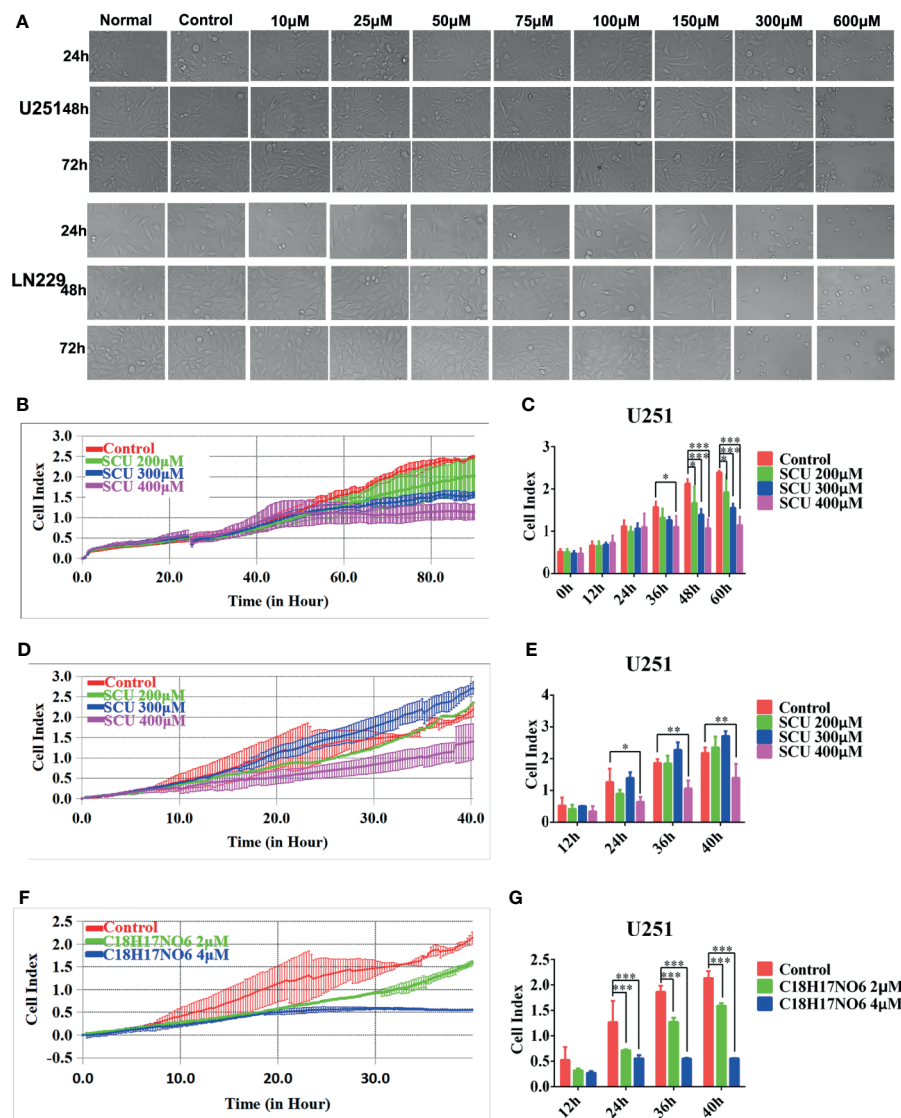 A
Normal Control 10µM 25µM 50µM 75µM 100µM 150µM 300µM 600µM
24h
U251 48h
72h
24h
LN229
48h
72h
B
3.0
2.5
2.0
1.5
1.0
0.5
0.0
Cell Index
Control
SCU 200µM
SCU 300µM
SCU 400µM
0.0 20.0 40.0 60.0 80.0
Time (in Hour)
C
U251
3
2
1
0
Cell Index
*
***
***
*
***
***
*
Control
SCU 200µM
SCU 300µM
SCU 400µM
0h 12h 24h 36h 48h 60h
D
3.0
2.5
2.0
1.5
1.0
0.5
0.0
Cell Index
Control
SCU 200µM
SCU 300µM
SCU 400µM
0.0 10.0 20.0 30.0 40.0
Time (in Hour)
E
U251
4
3
2
1
0
Cell Index
*
**
**
Control
SCU 200µM
SCU 300µM
SCU 400µM
12h 24h 36h 40h
F
2.5
2.0
1.5
1.0
0.5
0.0
-0.5
Cell Index
Control
C18H17NO6 2µM
C18H17NO6 4µM
0.0 10.0 20.0 30.0
Time (in Hour)
G
U251
2.5
2.0
1.5
1.0
0.5
0.0
Cell Index
***
***
***
***
***
***
Control
C18H17NO6 2µM
C18H17NO6 4µM
12h 24h 36h 40h